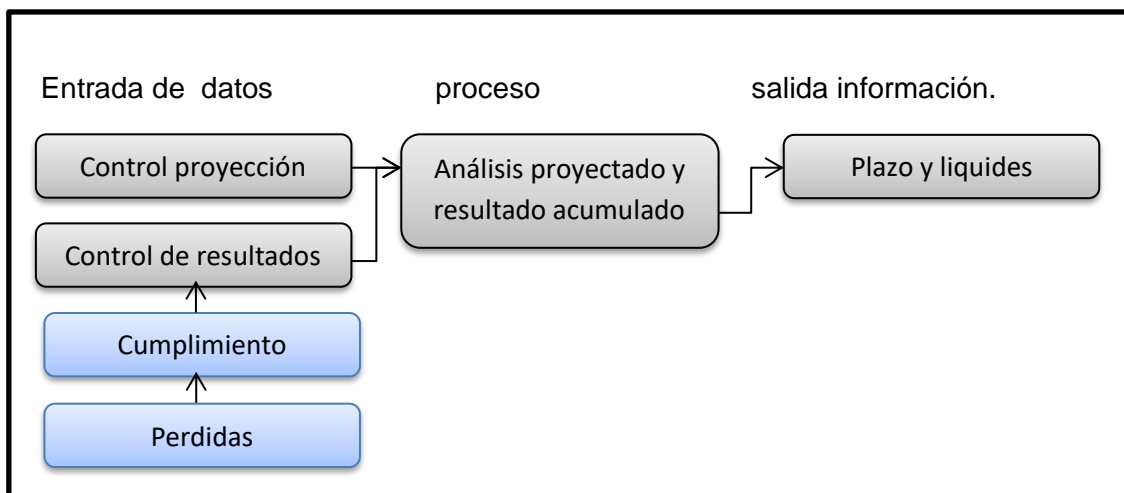 Entrada de datos proceso salida información.
Control proyección
Análisis proyectado y
resultado acumulado
Plazo y liquides
Control de resultados
Cumplimiento
Perdidas